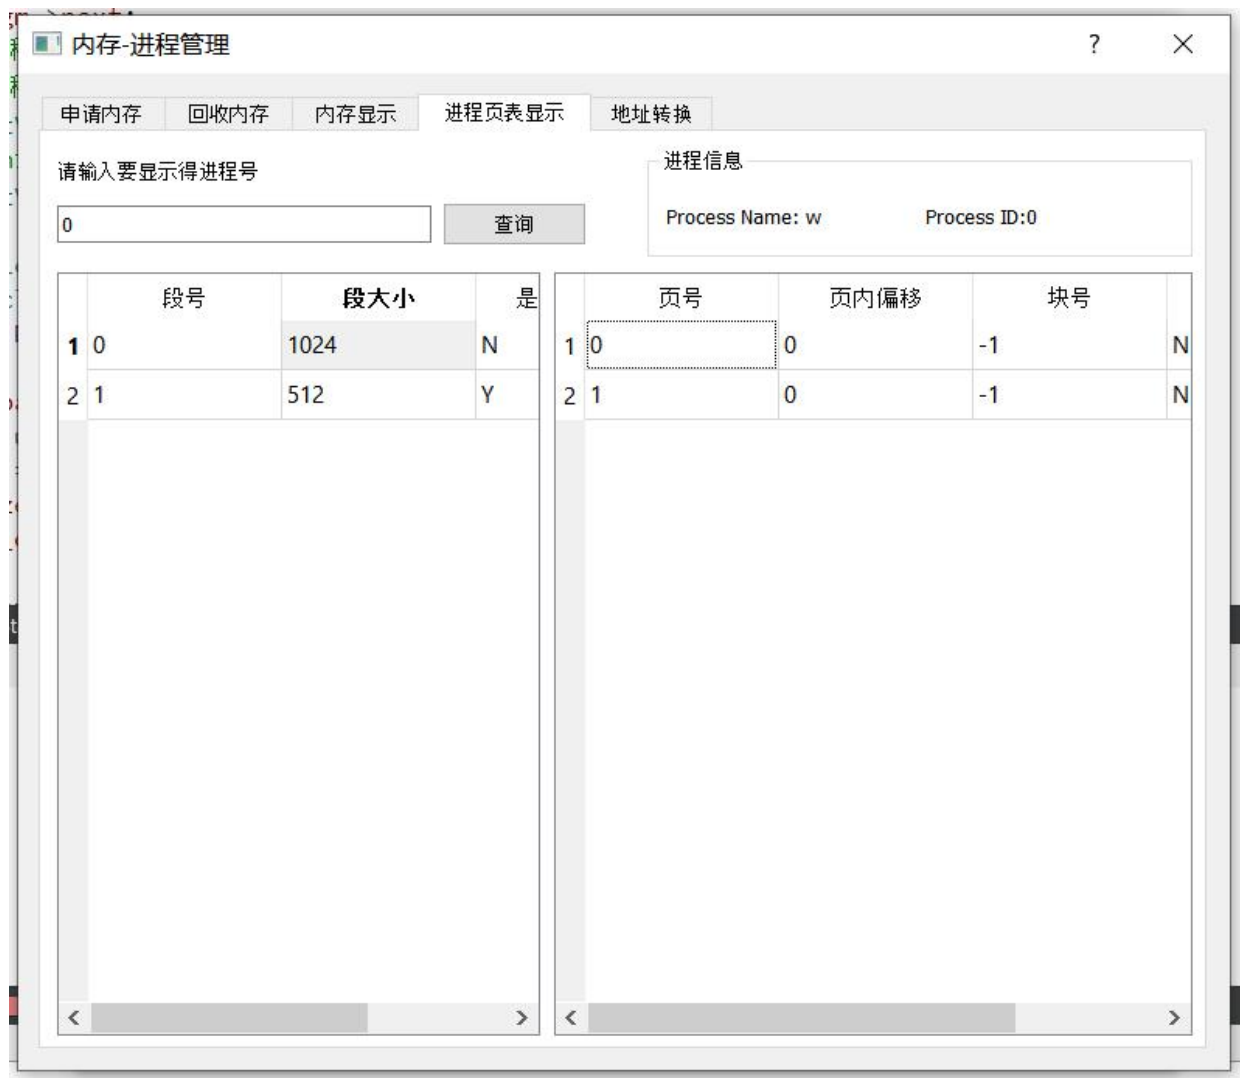 内存-进程管理
?
申请内存 回收内存 内存显示 进程页表显示 地址转换
请输入要显示得进程号
进程信息
0
查询
Process Name: w Process ID:0
段号 段大小 是
1 0 1024 N
2 1 512 Y
页号 页内偏移 块号
1 0 0 -1 N
2 1 0 -1 N